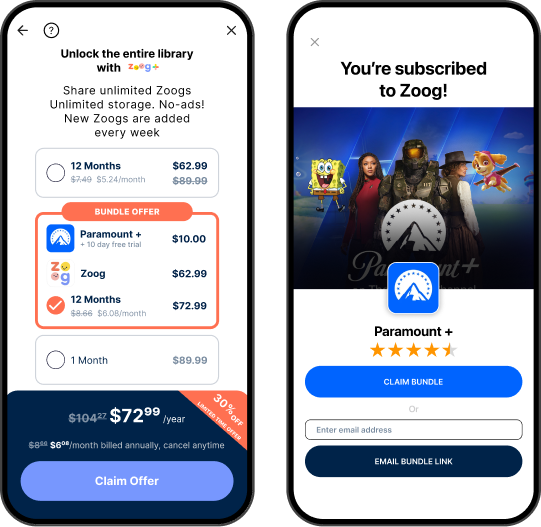 ?
Unlock the entire library
with zoog+
Share unlimited Zoogs
Unlimited storage. No-ads!
New Zoogs are added
every week
12 Months $62.99
$7.49 $5.24/month $89.99
BUNDLE OFFER
Paramount + $10.00
+ 10 day free trial
zoog Zoog $62.99
12 Months $72.99
$8.66 $6.08/month
1 Month $89.99
30% OFF
LIMITED TIME OFFER
$104.27 $72.99 /year
$8.66 $6.08/month billed annually, cancel anytime
Claim Offer
You're subscribed
to Zoog!
Paramount+
Paramount +
CLAIM BUNDLE
Or
Enter email address
EMAIL BUNDLE LINK